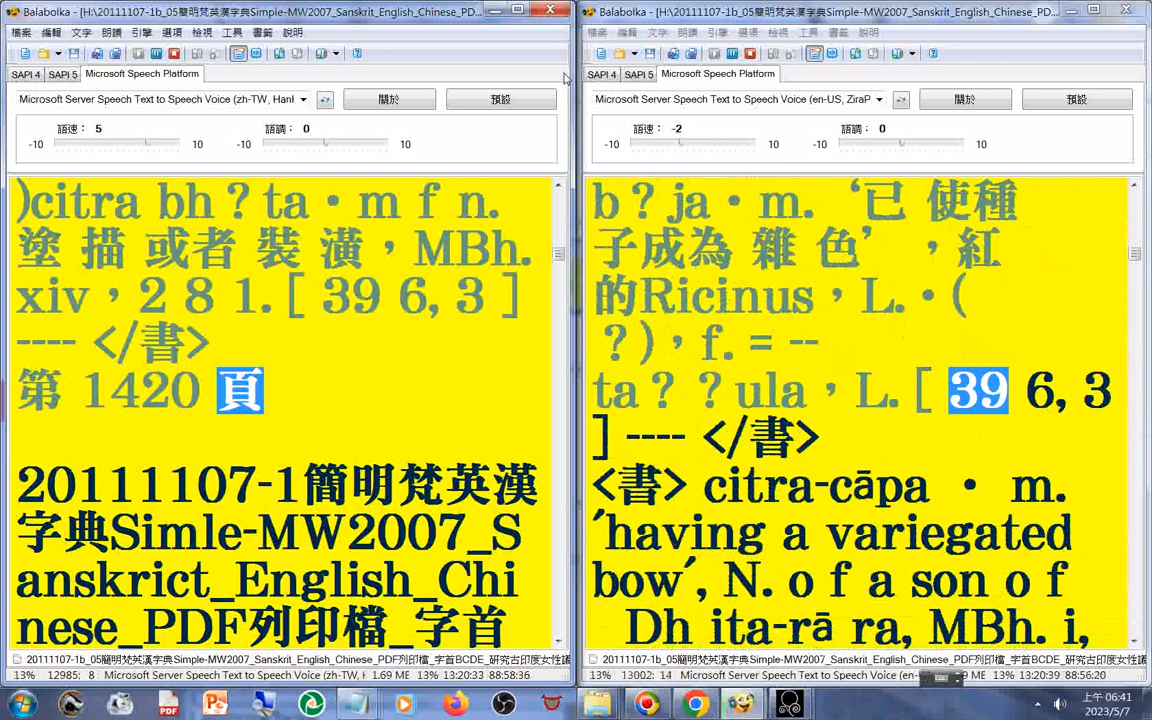 Balabolka - [H:\20111107-1b_05簡明梵英漢字典Simple-MW2007_Sanskrit_English_Chinese_PD...
檔案 編輯 文字 朗讀 引擎 選項 檢視 工具 書籤 說明
SAPI 4 SAPI 5 Microsoft Speech Platform
Microsoft Server Speech Text to Speech Voice (zh-TW, HanH 關於 預設
語速： 5 語調： 0
-10 10 -10 10
)citra bh？ta・m f n.
塗 描 或者 裝 潢，MBh.
xiv，2 8 1. [ 39 6, 3 ]
---- </書>
第 1420 頁
20111107-1簡明梵英漢
字典Simle-MW2007_S
anskrict_English_Chi
nese_PDF列印檔_字首
20111107-1b_05簡明梵英漢字典Simple-MW2007_Sanskrit_English_Chinese_PDF列印檔_字首BCDE_研究古印度女性議
13% 12985: 8 Microsoft Server Speech Text to Speech Voice (zh-TW, H 1.69 ME 13% 13:20:33 88:58:36
Balabolka - [H:\20111107-1b_05簡明梵英漢字典Simple-MW2007_Sanskrit_English_Chinese_PD...
檔案 編輯 文字 朗讀 引擎 選項 檢視 工具 書籤 說明
SAPI 4 SAPI 5 Microsoft Speech Platform
Microsoft Server Speech Text to Speech Voice (en-US, ZiraP 關於 預設
語速： -2 語調： 0
-10 10 -10 10
b？ja・m.‘已 使種
子成為 雜 色’，紅
的Ricinus，L.・(
？)，f. = --
ta？？ula，L. [ 39 6, 3
] ---- </書>
<書> citra-cāpa ・ m.
′having a variegated
bow′, N. o f a son o f
Dh ita-rā ra, MBh. i,
20111107-1b_05簡明梵英漢字典Simple-MW2007_Sanskrit_English_Chinese_PDF列印檔_字首BCDE_研究古印度女性議
13% 13002: 14 Microsoft Server Speech Text to Speech Voice 1.69 MB 13% 13:20:39 88:56:20
上午 06:41
2023/5/7